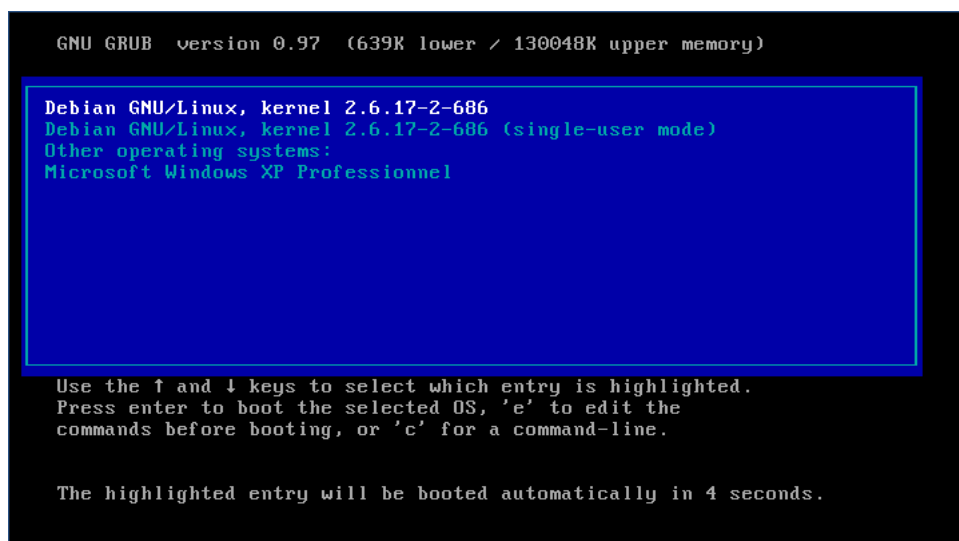 GNU GRUB  version 0.97  (639K lower / 130048K upper memory)
Debian GNU/Linux, kernel 2.6.17-2-686
Debian GNU/Linux, kernel 2.6.17-2-686 (single-user mode)
Other operating systems:
Microsoft Windows XP Professionnel
Use the ↑ and ↓ keys to select which entry is highlighted.
Press enter to boot the selected OS, 'e' to edit the
commands before booting, or 'c' for a command-line.
The highlighted entry will be booted automatically in 4 seconds.